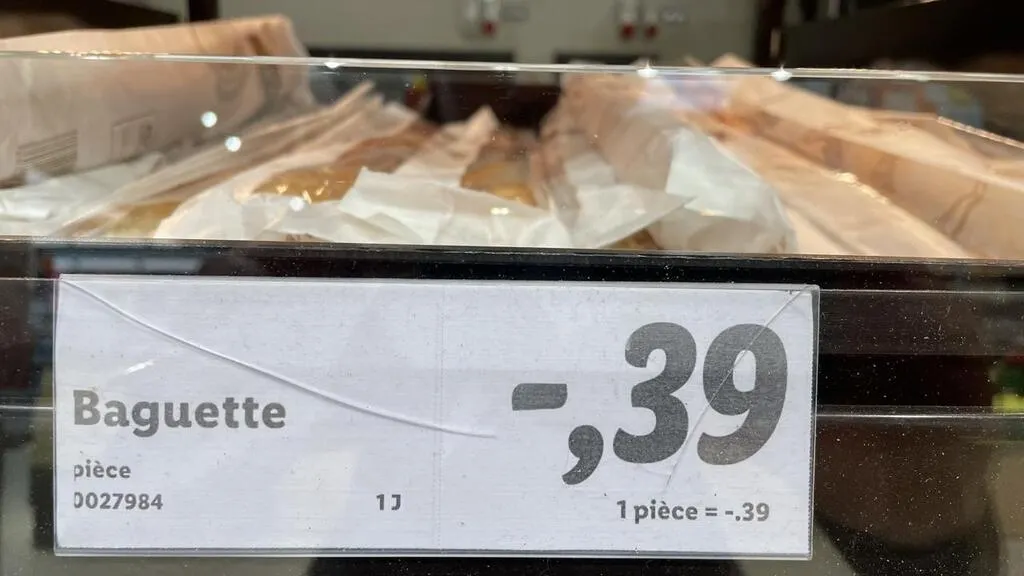 Baguette
-,39
pièce
0027984
1J
1 pièce = -.39